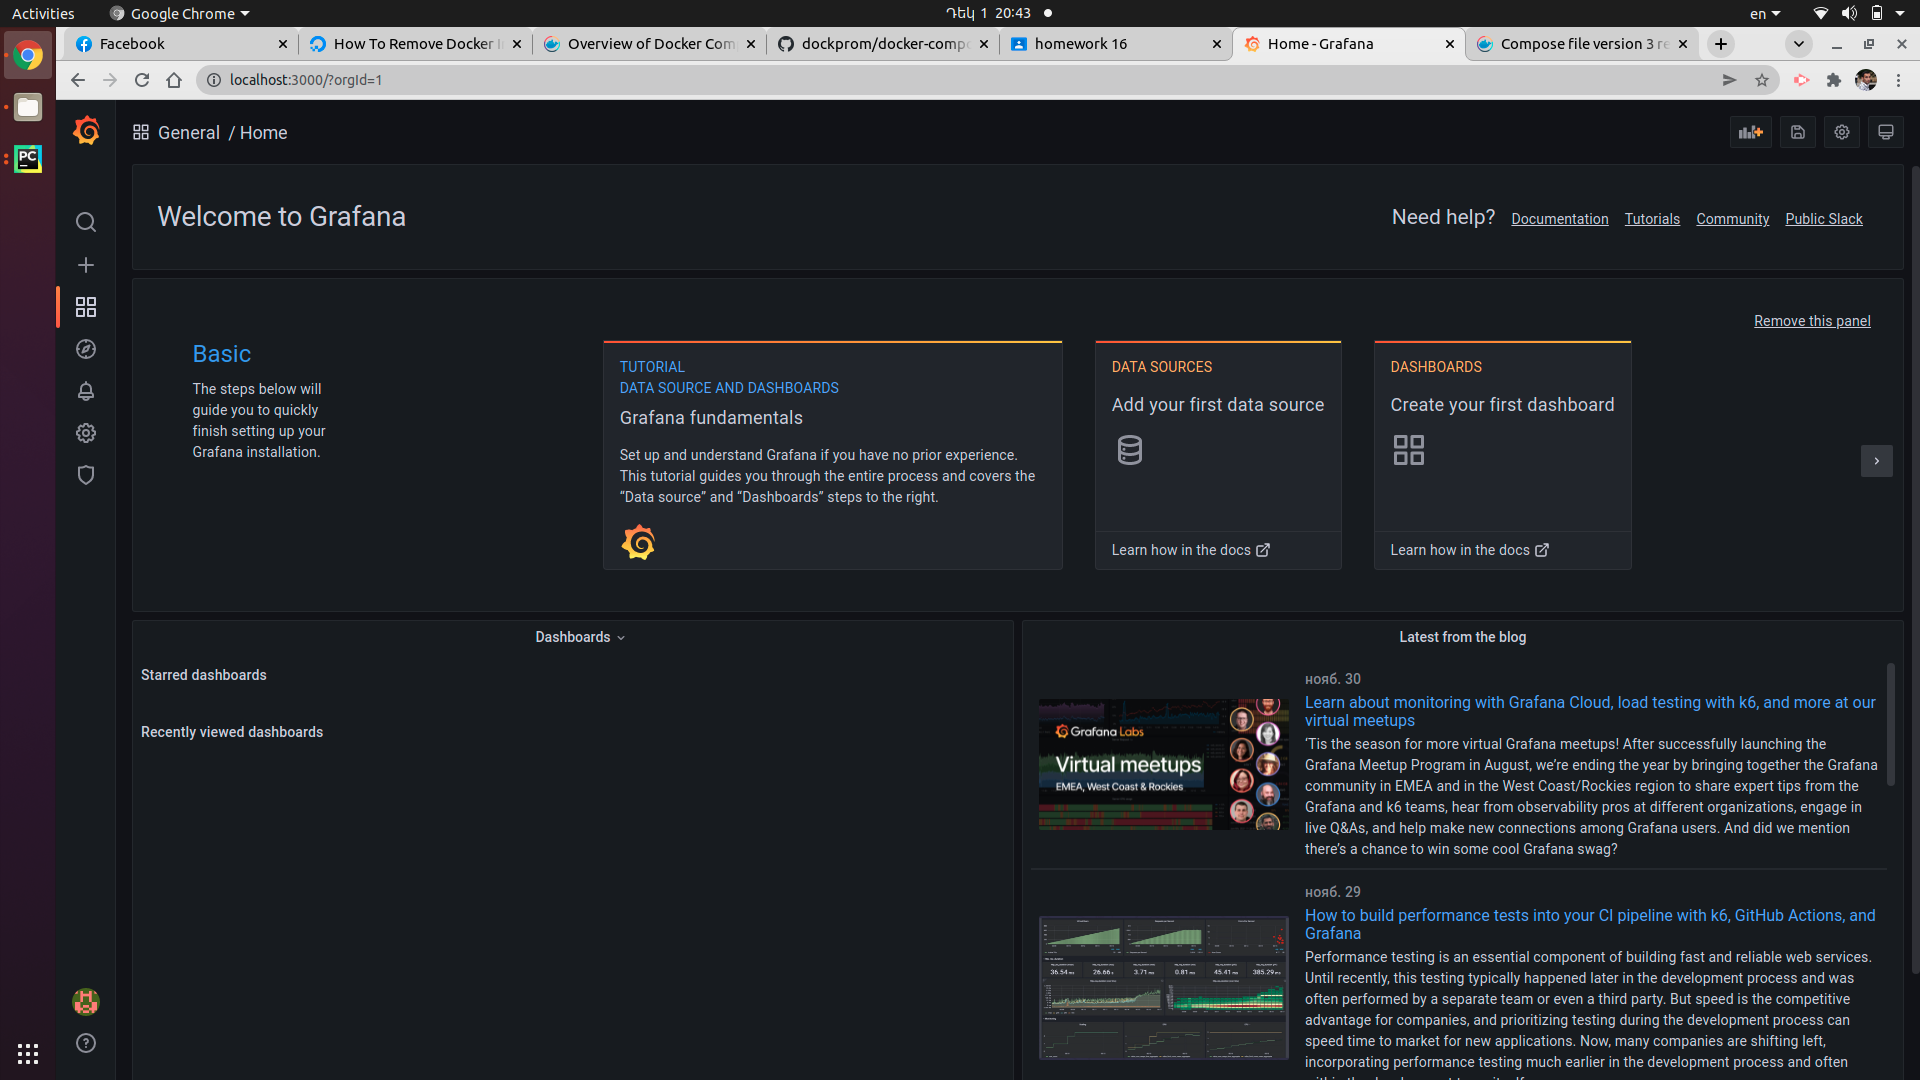 Activities
Google Chrome
Դեկ 1 20:43
en
Facebook
How To Remove Docker I
Overview of Docker Com
dockprom/docker-compo
homework 16
Home - Grafana
Compose file version 3 re
localhost:3000/?orgId=1
General / Home
Welcome to Grafana
Need help?
Documentation
Tutorials
Community
Public Slack
Remove this panel
Basic
The steps below will
guide you to quickly
finish setting up your
Grafana installation.
TUTORIAL
DATA SOURCE AND DASHBOARDS
Grafana fundamentals
Set up and understand Grafana if you have no prior experience.
This tutorial guides you through the entire process and covers the
“Data source” and “Dashboards” steps to the right.
DATA SOURCES
Add your first data source
Learn how in the docs
DASHBOARDS
Create your first dashboard
Learn how in the docs
Dashboards
Starred dashboards
Recently viewed dashboards
Latest from the blog
нояб. 30
Learn about monitoring with Grafana Cloud, load testing with k6, and more at our
virtual meetups
‘Tis the season for more virtual Grafana meetups! After successfully launching the
Grafana Meetup Program in August, we’re ending the year by bringing together the Grafana
community in EMEA and in the West Coast/Rockies region to share expert tips from the
Grafana and k6 teams, hear from observability pros at different organizations, engage in
live Q&As, and help make new connections among Grafana users. And did we mention
there’s a chance to win some cool Grafana swag?
Grafana Labs
Virtual meetups
EMEA, West Coast & Rockies
нояб. 29
How to build performance tests into your CI pipeline with k6, GitHub Actions, and
Grafana
Performance testing is an essential component of building fast and reliable web services.
Until recently, this testing typically happened later in the development process and was
often performed by a separate team or even a third party. But speed is the competitive
advantage for companies, and prioritizing testing during the development process can
speed time to market for new applications. Now, many companies are shifting left,
incorporating performance testing much earlier in the development process and often
36.54
26.66
3.71
0.81
45.41
385.29
PC